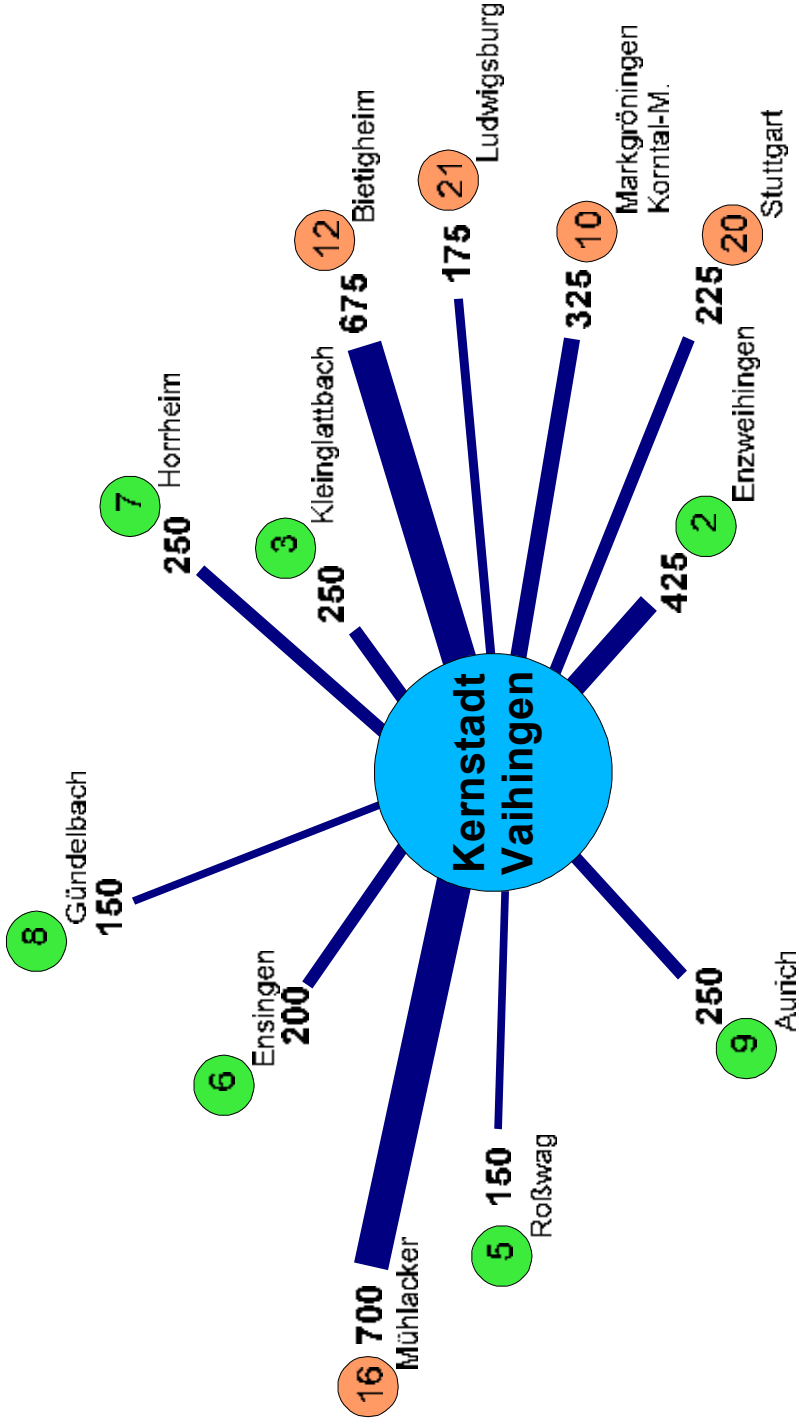 8
Gündelbach
150
7
Horrheim
250
6
Ensingen
200
3
Kleinglattbach
250
12
Bietigheim
675
16
700
Mühlacker
21
Ludwigsburg
175
Kernstadt
Vaihingen
5
150
Roßwag
10
Markgröningen
Korntal-M.
325
20
Stuttgart
225
425
2
Enzweihingen
250
9
Aurich